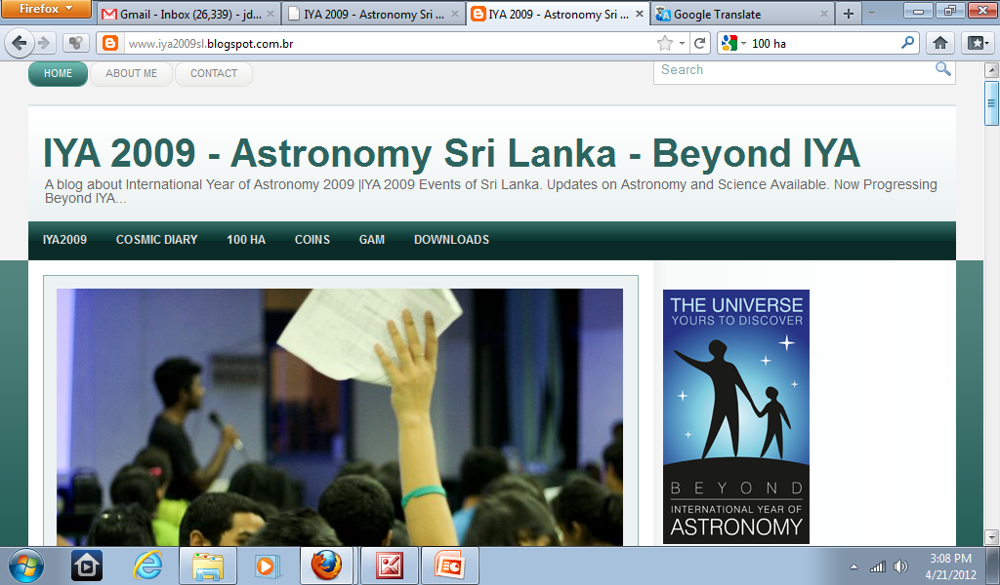 Firefox
Gmail - Inbox (26,339) - jd...
IYA 2009 - Astronomy Sri ...
IYA 2009 - Astronomy Sri ...
Google Translate
www.iya2009sl.blogspot.com.br
100 ha
HOME
ABOUT ME
CONTACT
Search
IYA 2009 - Astronomy Sri Lanka - Beyond IYA
A blog about International Year of Astronomy 2009 |IYA 2009 Events of Sri Lanka. Updates on Astronomy and Science Available. Now Progressing
Beyond IYA...
IYA2009
COSMIC DIARY
100 HA
COINS
GAM
DOWNLOADS
THE UNIVERSE
YOURS TO DISCOVER
BEYOND
INTERNATIONAL YEAR OF
ASTRONOMY
3:08 PM
4/21/2012